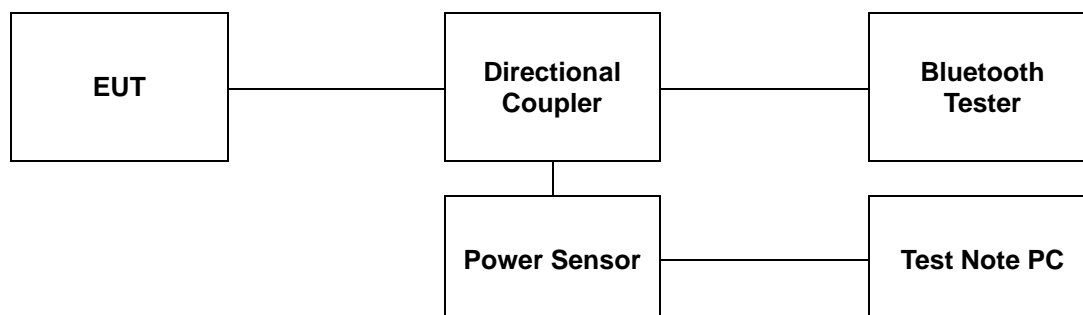 EUT
Directional
Coupler
Bluetooth
Tester
Power Sensor
Test Note PC